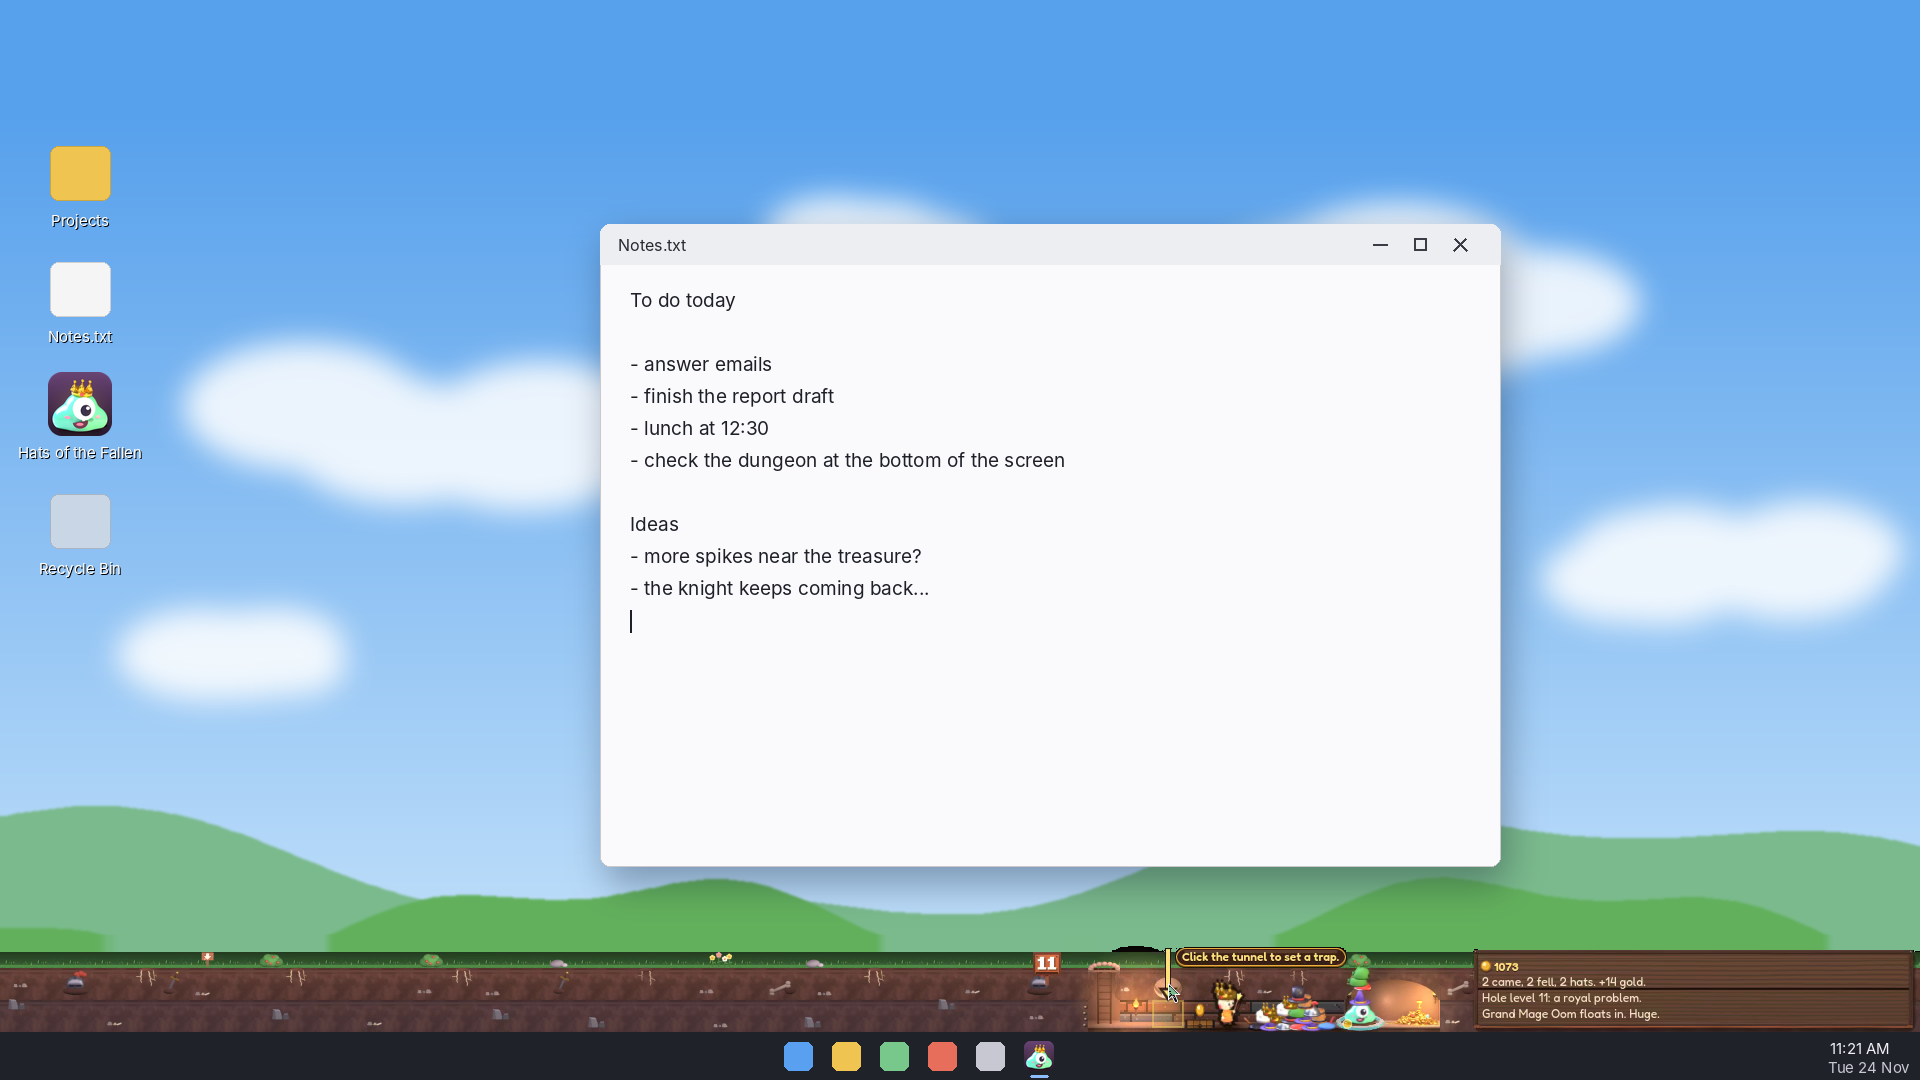 Projects
Notes.txt
Hats of the Fallen
Recycle Bin
Notes.txt
To do today
- answer emails
- finish the report draft
- lunch at 12:30
- check the dungeon at the bottom of the screen
Ideas
- more spikes near the treasure?
- the knight keeps coming back...
11
Click the tunnel to set a trap.
1073
2 came, 2 fell, 2 hats. +14 gold.
Hole level 11: a royal problem.
Grand Mage Oom floats in. Huge.
11:21 AM
Tue 24 Nov